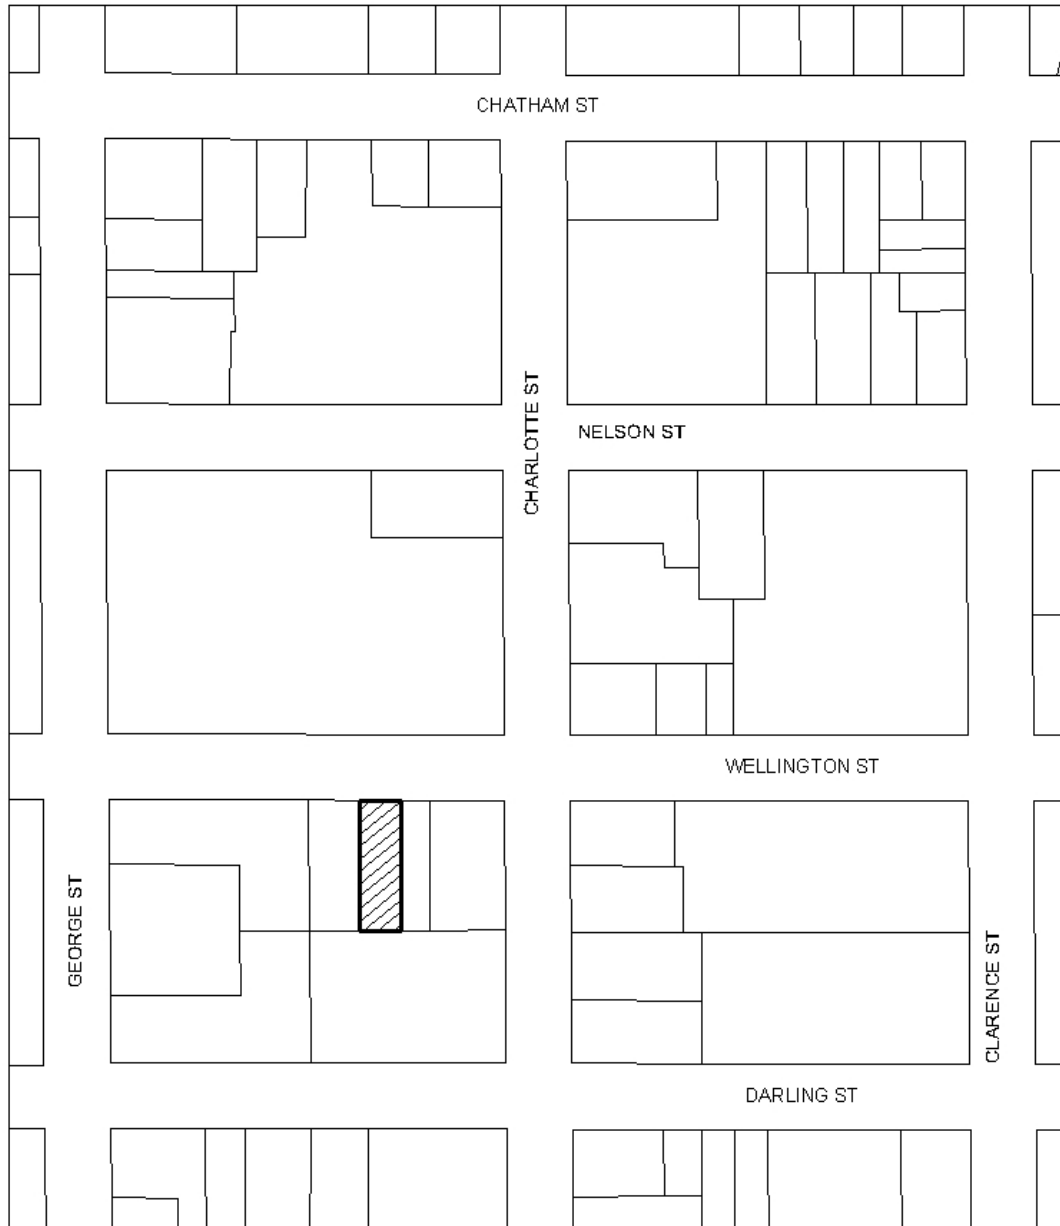 CHATHAM ST
CHARLOTTE ST
NELSON ST
WELLINGTON ST
GEORGE ST
CLARENCE ST
DARLING ST